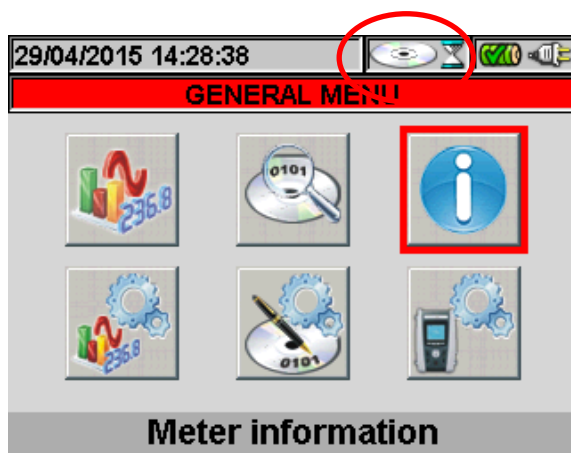 29/04/2015 14:28:38
GENERAL MENU
0101
236.8
236.8
0101
Meter information